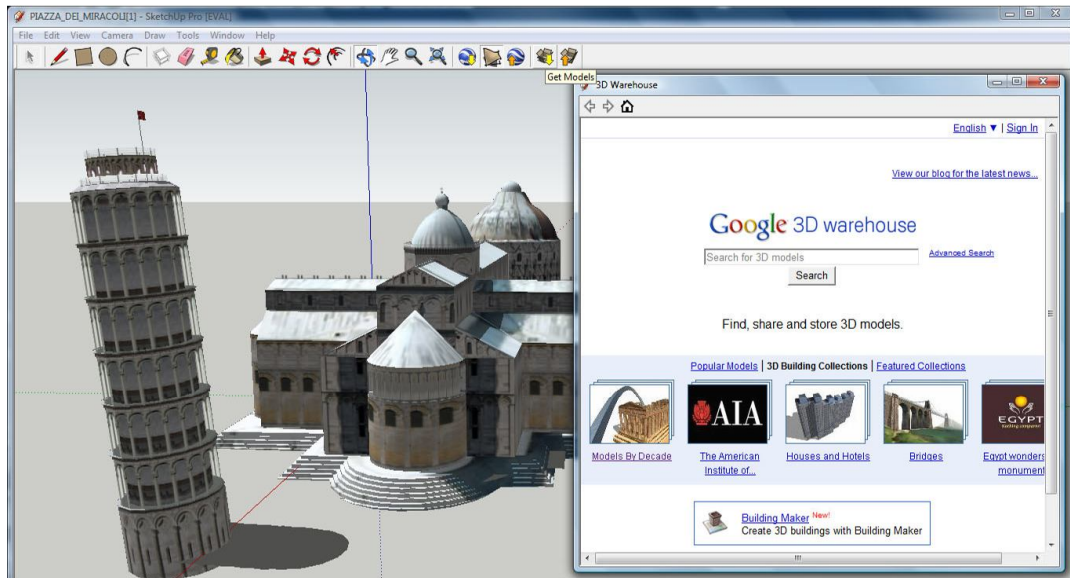 PIAZZA_DEI_MIRACOLI[1] - SketchUp Pro [EVAL]
File Edit View Camera Draw Tools Window Help
Get Models
3D Warehouse
English ▼ | Sign In
View our blog for the latest news...
Google 3D warehouse
Search for 3D models
Advanced Search
Search
Find, share and store 3D models.
Popular Models | 3D Building Collections | Featured Collections
AIA
EGYPT
Models By Decade
The American
Institute of...
Houses and Hotels
Bridges
Egypt wonders
monument
Building Maker New!
Create 3D buildings with Building Maker